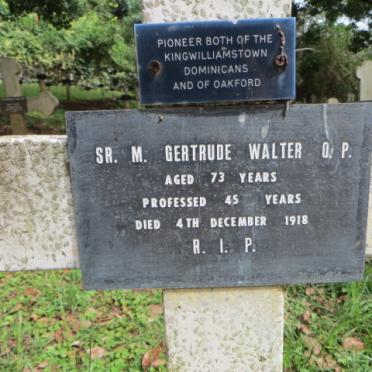 PIONEER BOTH OF THE
KINGWILLIAMSTOWN
DOMINICANS
AND OF OAKFORD
SR. M. GERTRUDE WALTER O.P.
AGED 73 YEARS
PROFESSED 45 YEARS
DIED 4TH DECEMBER 1918
R. I. P.